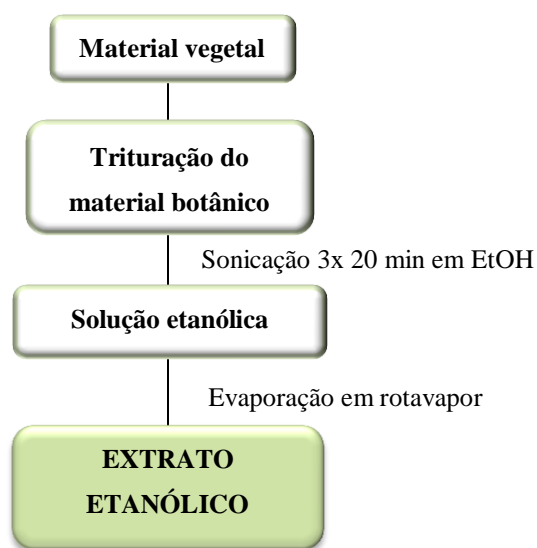 Material vegetal
Trituração do
material botânico
Sonicação 3x 20 min em EtOH
Solução etanólica
Evaporação em rotavapor
EXTRATO
ETANÓLICO